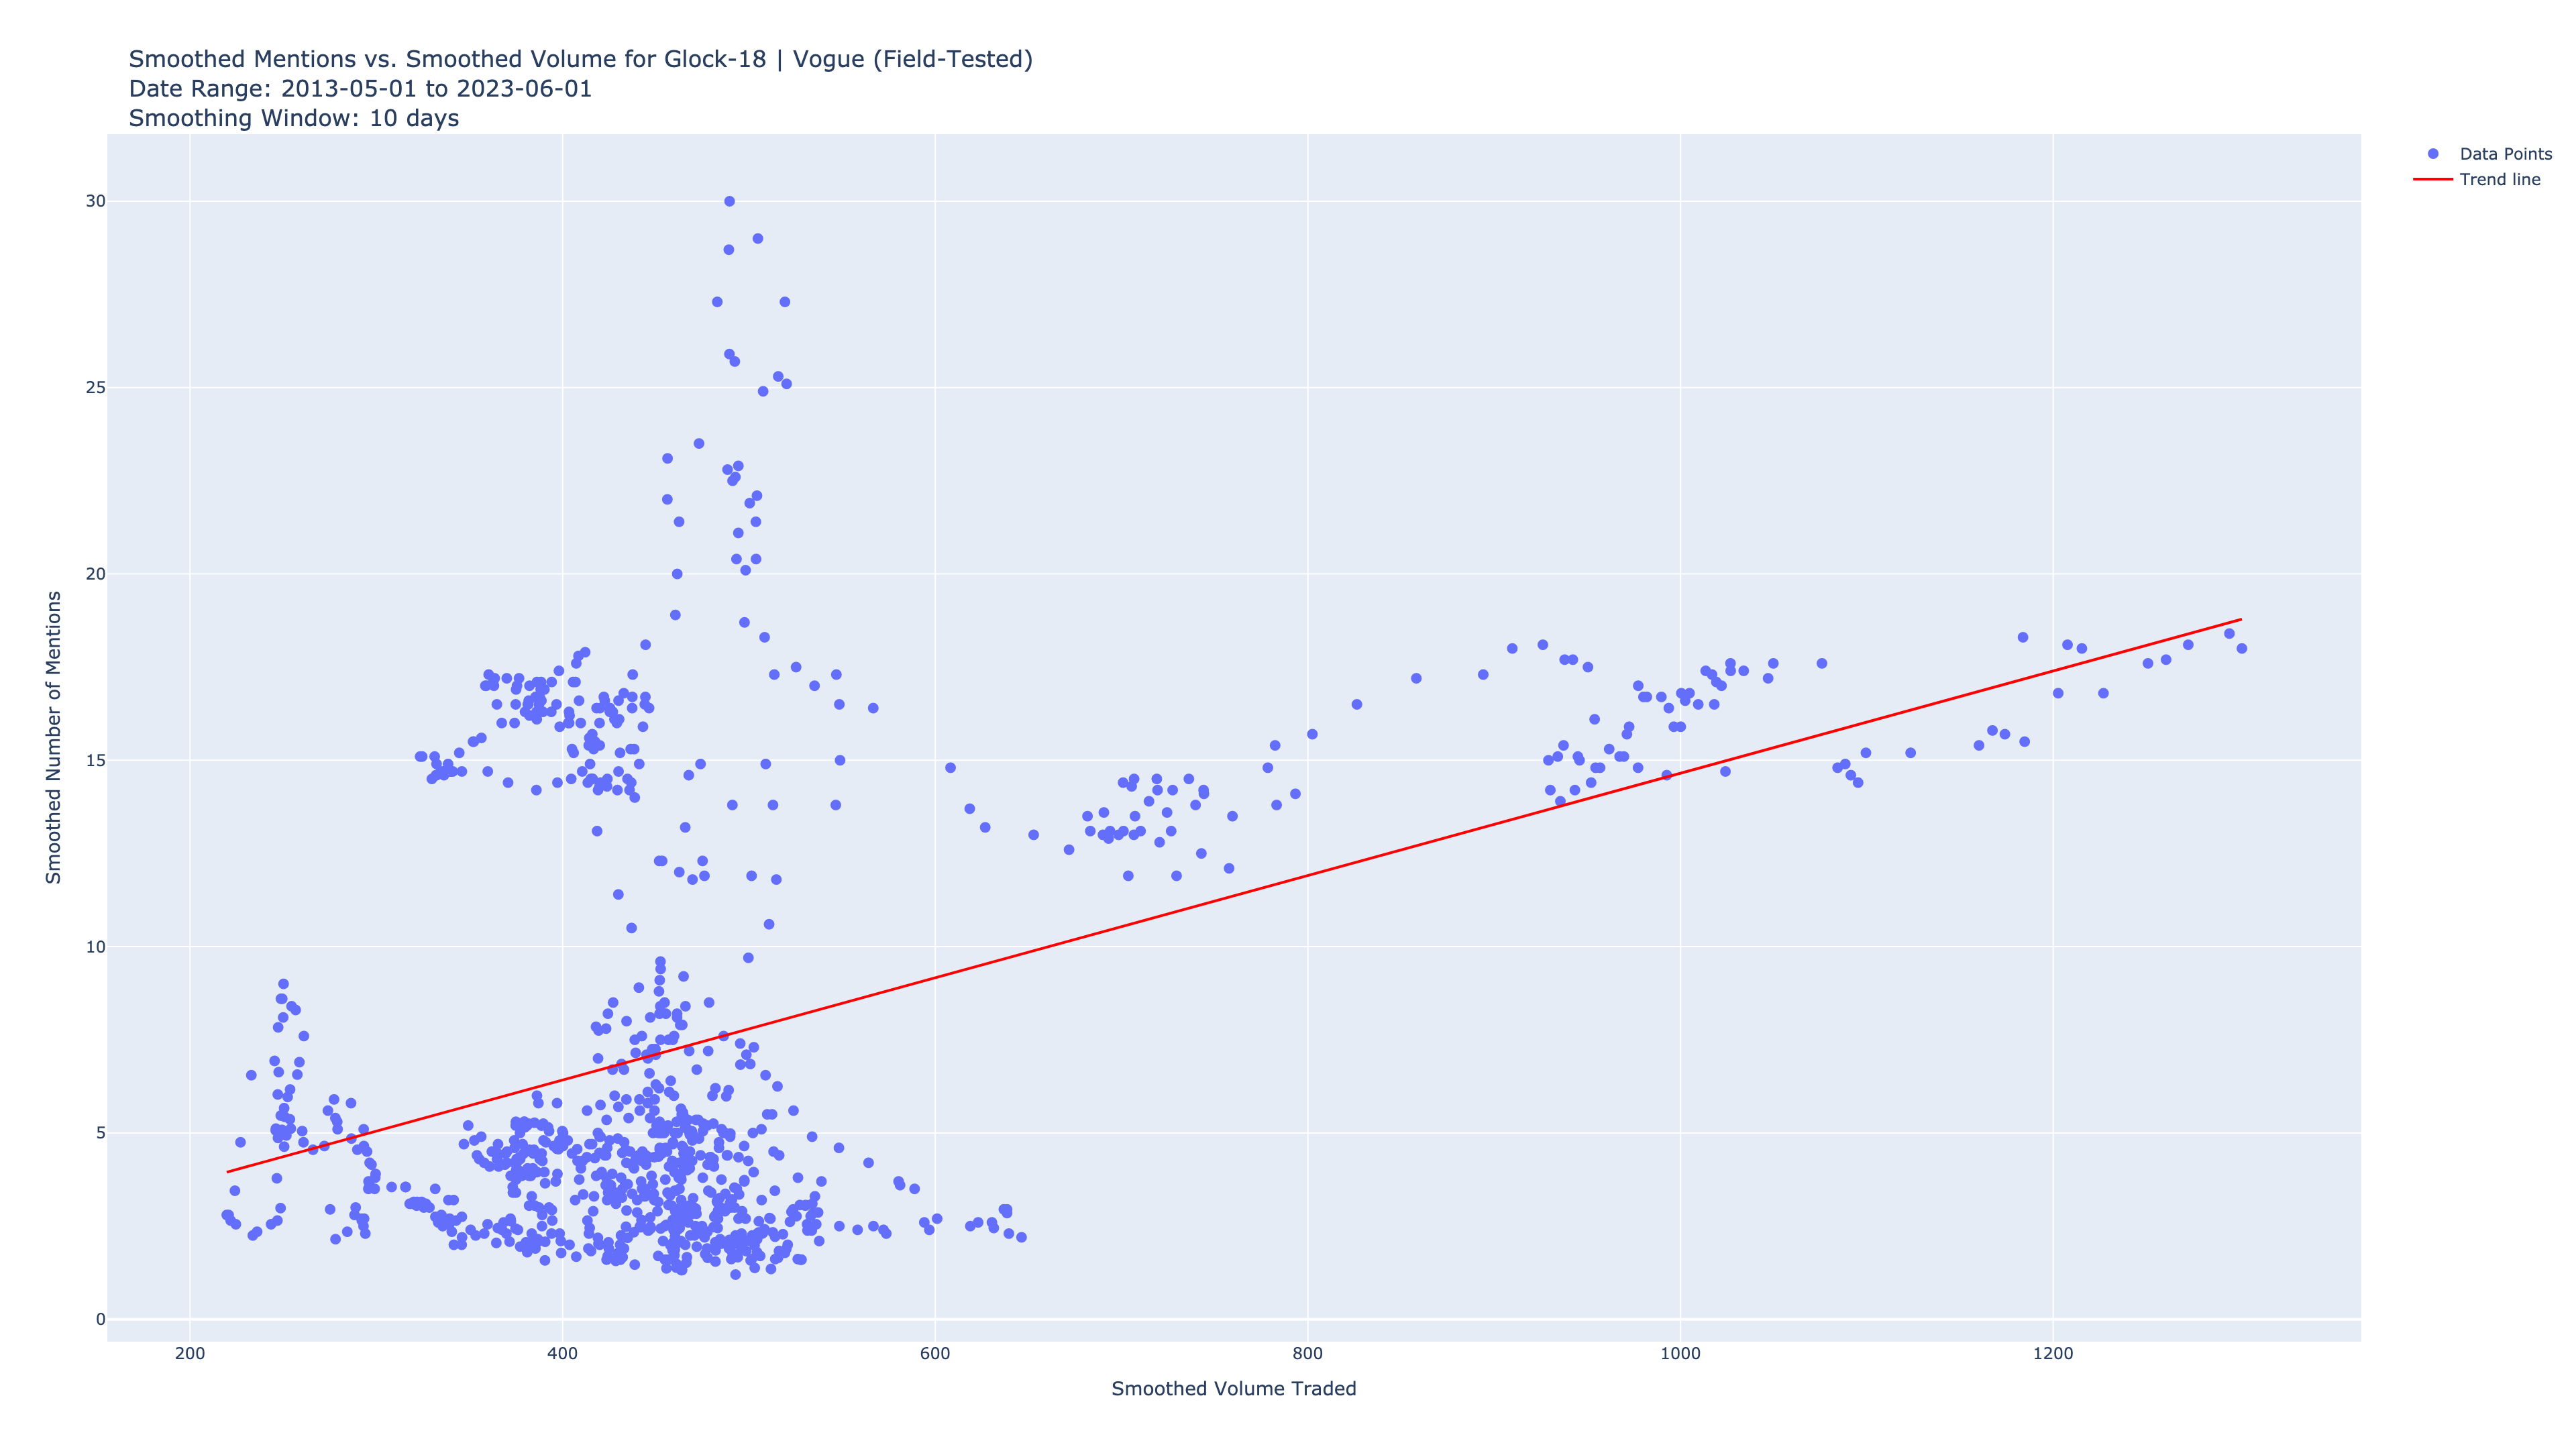 Smoothed Mentions vs. Smoothed Volume for Glock-18 | Vogue (Field-Tested)
Date Range: 2013-05-01 to 2023-06-01
Smoothing Window: 10 days
Data Points
Trend line
30
25
20
15
10
5
0
Smoothed Number of Mentions
200
400
600
800
1000
1200
Smoothed Volume Traded